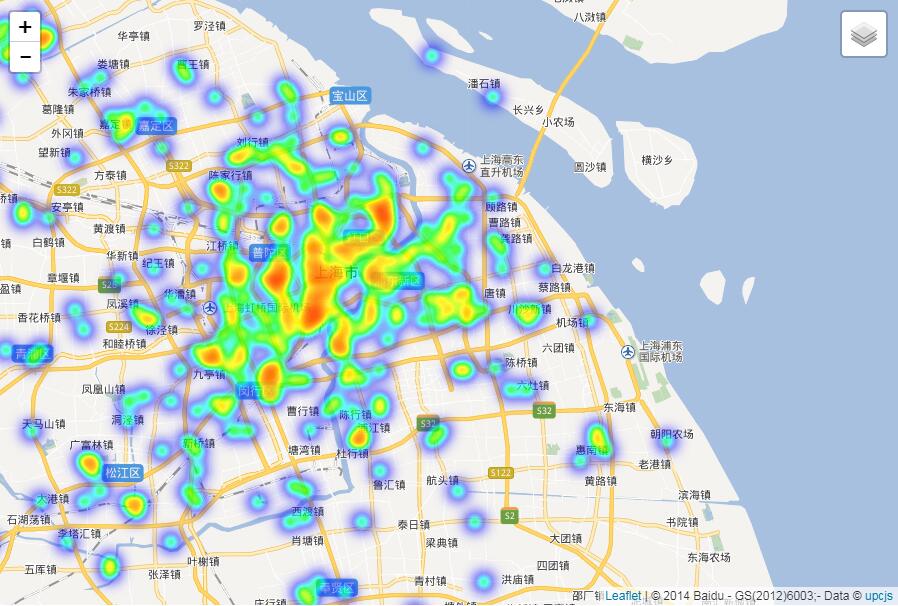 +
−
罗泾镇
华亭镇
八滧镇
娄塘镇
曹王镇
潘石镇
朱家桥镇
宝山区
葛隆镇
长兴乡
嘉定镇
嘉定区
小农场
外冈镇
望新镇
刘行镇
上海高东
直升机场
圆沙镇
横沙乡
S322
方泰镇
陈家行镇
S322
安亭镇
顾路镇
曹路镇
黄渡镇
龚路镇
白鹤镇
江桥镇
普陀区
华新镇
纪王镇
上海市
白龙港镇
章堰镇
S26
华漕镇
唐镇
蔡路镇
凤溪镇
上海虹桥国际机场
川沙新镇
香花桥镇
S224
徐泾镇
机场镇
和睦桥镇
六团镇
上海浦东
国际机场
青浦区
陈桥镇
九亭镇
凤凰山镇
闵行区
六灶镇
曹行镇
陈行镇
S32
东海镇
洞泾镇
天马山镇
浦江镇
S32
朝阳农场
广富林镇
新桥镇
塘湾镇
杜行镇
惠南镇
老港镇
松江区
S122
鲁汇镇
航头镇
黄路镇
滨海镇
大港镇
西渡镇
S2
石湖荡镇
泰日镇
书院镇
李塔汇镇
肖塘镇
梁典镇
大团镇
东海农场
五厍镇
张泽镇
叶榭镇
四团镇
青村镇
洪庙镇
奉贤区
庄行镇
邵厂镇
Leaflet | © 2014 Baidu - GS(2012)6003;- Data © upcjs